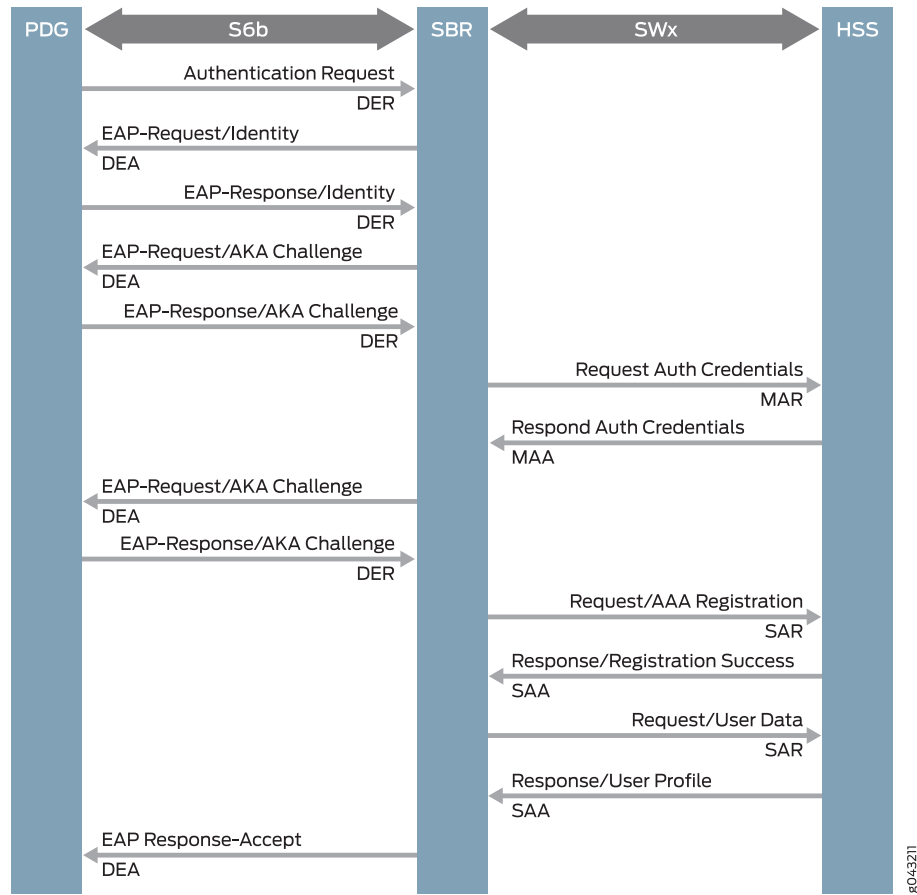 PDG S6b SBR SWx HSS
Authentication Request
DER
EAP-Request/Identity
DEA
EAP-Response/Identity
DER
EAP-Request/AKA Challenge
DEA
EAP-Response/AKA Challenge
DER
Request Auth Credentials
MAR
Respond Auth Credentials
MAA
EAP-Request/AKA Challenge
DEA
EAP-Response/AKA Challenge
DER
Request/AAA Registration
SAR
Response/Registration Success
SAA
Request/User Data
SAR
Response/User Profile
SAA
EAP Response-Accept
DEA
g043211